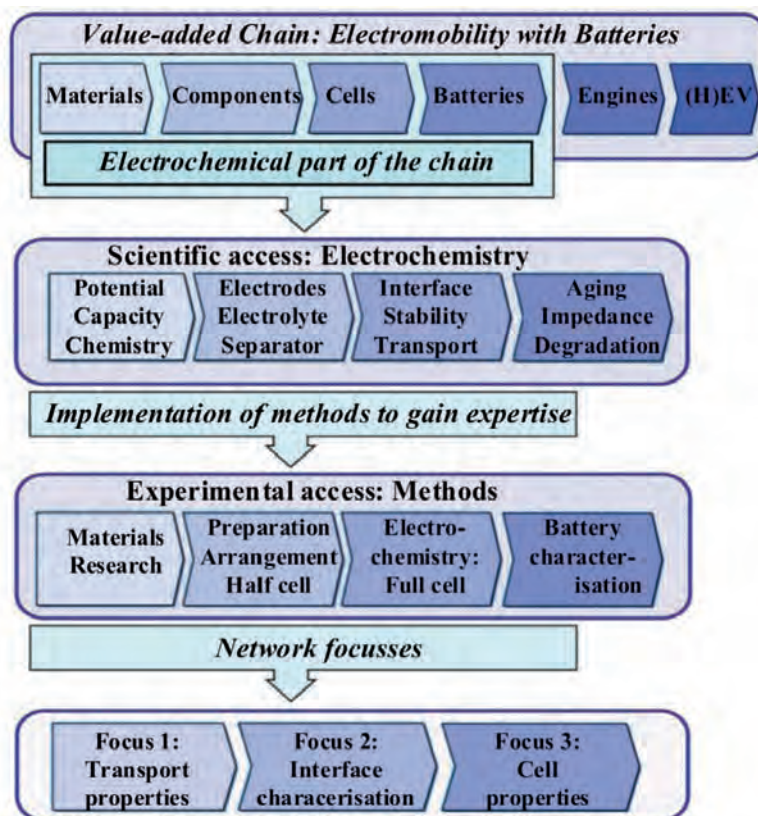 Value-added Chain: Electromobility with Batteries
Materials
Components
Cells
Batteries
Engines
(H)EV
Electrochemical part of the chain
Scientific access: Electrochemistry
Potential
Capacity
Chemistry
Electrodes
Electrolyte
Separator
Interface
Stability
Transport
Aging
Impedance
Degradation
Implementation of methods to gain expertise
Experimental access: Methods
Materials
Research
Preparation
Arrangement
Half cell
Electro-
chemistry:
Full cell
Battery
character-
isation
Network focusses
Focus 1:
Transport
properties
Focus 2:
Interface
characerisation
Focus 3:
Cell
properties